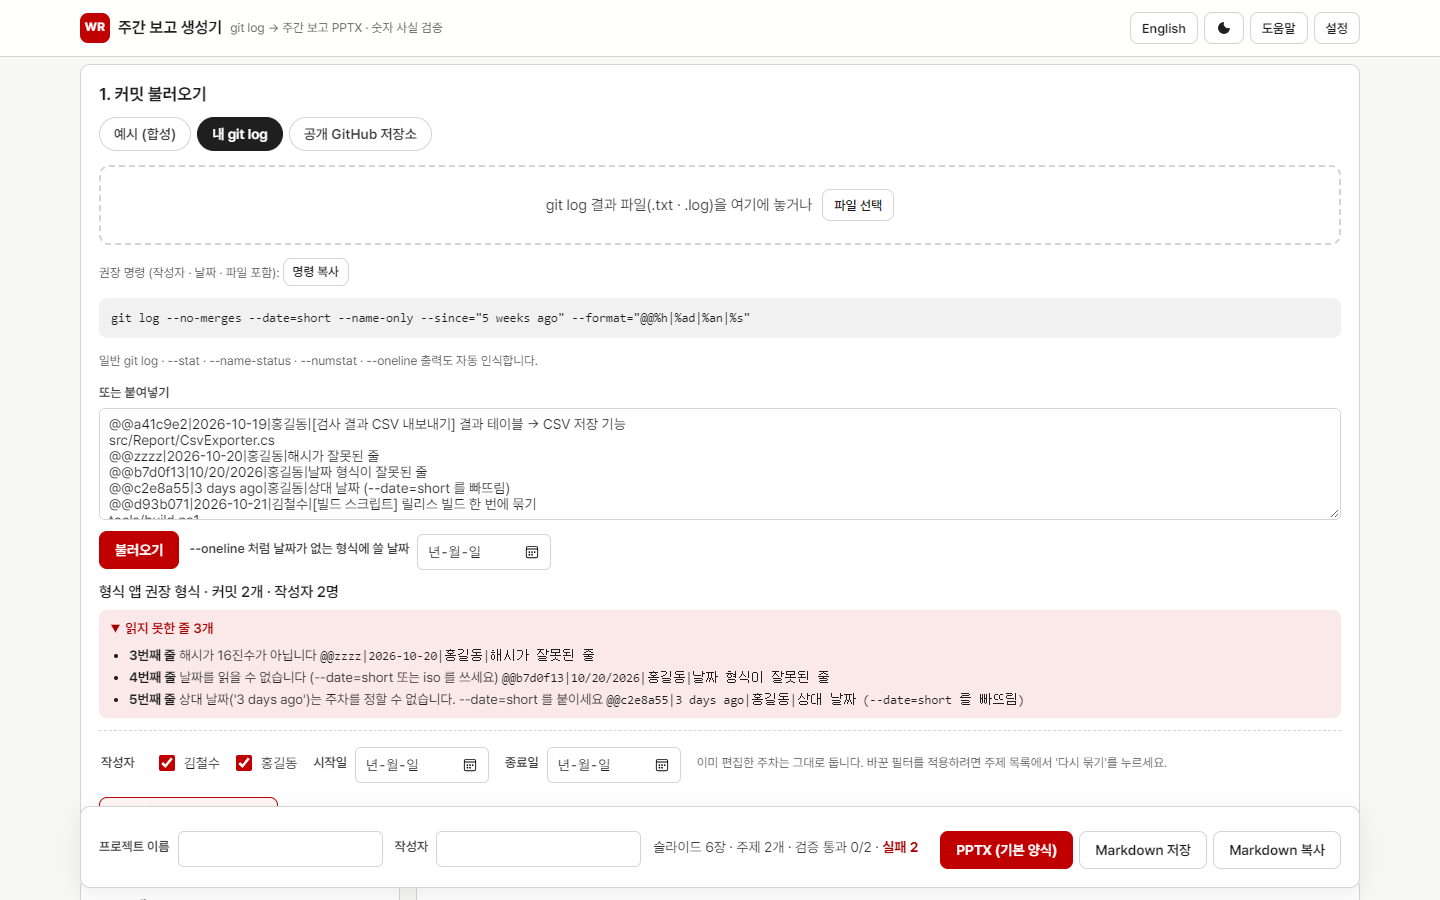 WR 주간 보고 생성기 git log → 주간 보고 PPTX · 숫자 사실 검증 English 도움말 설정
1. 커밋 불러오기
예시 (합성) 내 git log 공개 GitHub 저장소
git log 결과 파일(.txt · .log)을 여기에 놓거나 파일 선택
권장 명령 (작성자 · 날짜 · 파일 포함): 명령 복사
git log --no-merges --date=short --name-only --since="5 weeks ago" --format="@@%h|%ad|%an|%s"
일반 git log · --stat · --name-status · --numstat · --oneline 출력도 자동 인식합니다.
또는 붙여넣기
@@a41c9e2|2026-10-19|홍길동|[검사 결과 CSV 내보내기] 결과 테이블 → CSV 저장 기능
src/Report/CsvExporter.cs
@@zzzz|2026-10-20|홍길동|해시가 잘못된 줄
@@b7d0f13|10/20/2026|홍길동|날짜 형식이 잘못된 줄
@@c2e8a55|3 days ago|홍길동|상대 날짜 (--date=short 를 빠뜨림)
@@d93b071|2026-10-21|김철수|[빌드 스크립트] 릴리스 빌드 한 번에 묶기
불러오기 --oneline 처럼 날짜가 없는 형식에 쓸 날짜 년-월-일
형식 앱 권장 형식 · 커밋 2개 · 작성자 2명
▼ 읽지 못한 줄 3개
• 3번째 줄 해시가 16진수가 아닙니다 @@zzzz|2026-10-20|홍길동|해시가 잘못된 줄
• 4번째 줄 날짜를 읽을 수 없습니다 (--date=short 또는 iso 를 쓰세요) @@b7d0f13|10/20/2026|홍길동|날짜 형식이 잘못된 줄
• 5번째 줄 상대 날짜('3 days ago')는 주차를 정할 수 없습니다. --date=short 를 붙이세요 @@c2e8a55|3 days ago|홍길동|상대 날짜 (--date=short 를 빠뜨림)
작성자 김철수 홍길동 시작일 년-월-일 종료일 년-월-일 이미 편집한 주차는 그대로 둡니다. 바꾼 필터를 적용하려면 주제 목록에서 '다시 묶기'를 누르세요.
프로젝트 이름 작성자 슬라이드 6장 · 주제 2개 · 검증 통과 0/2 · 실패 2 PPTX (기본 양식) Markdown 저장 Markdown 복사